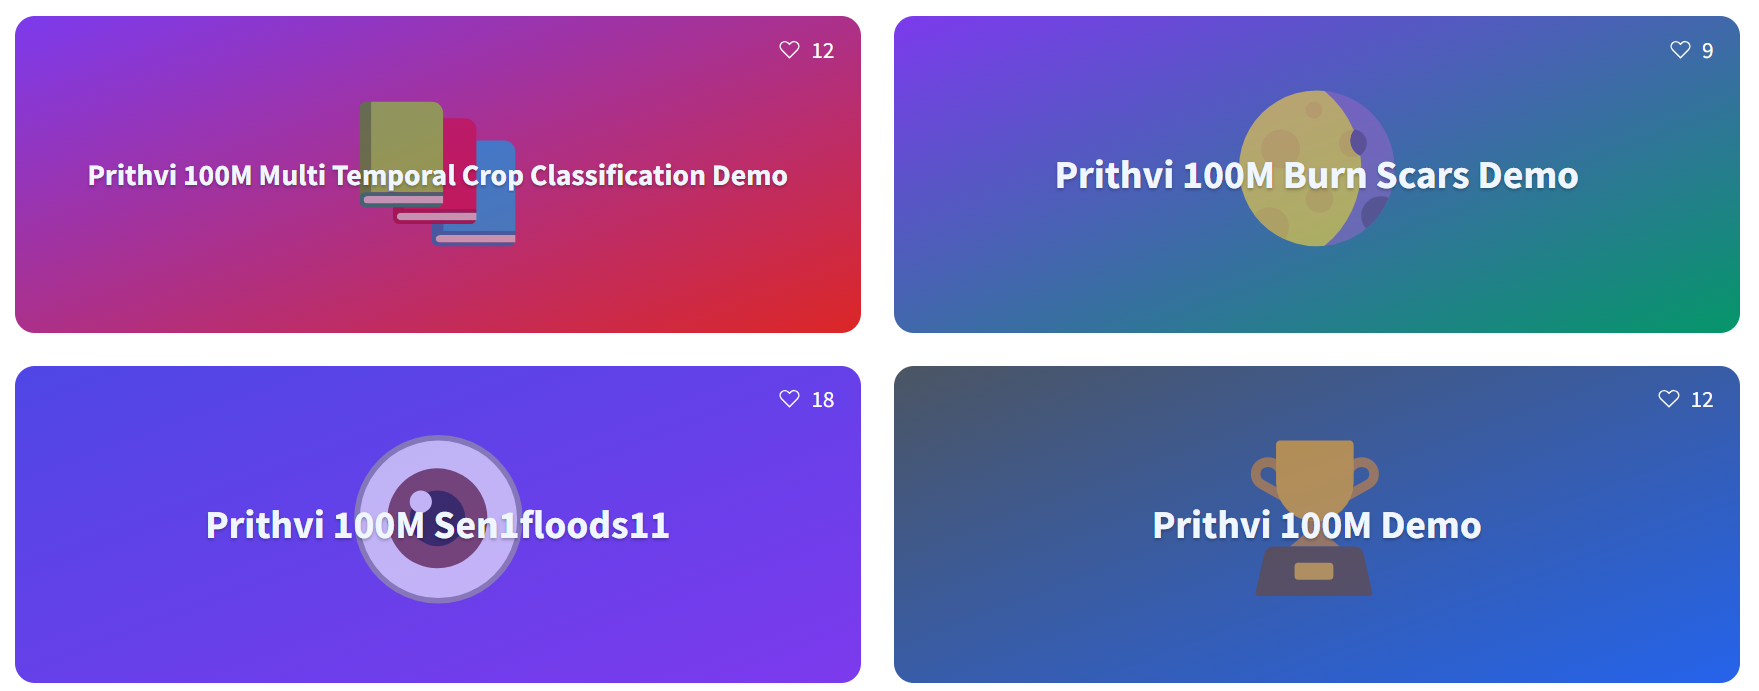 12
Prithvi 100M Multi Temporal Crop Classification Demo
9
Prithvi 100M Burn Scars Demo
18
Prithvi 100M Sen1floods11
12
Prithvi 100M Demo